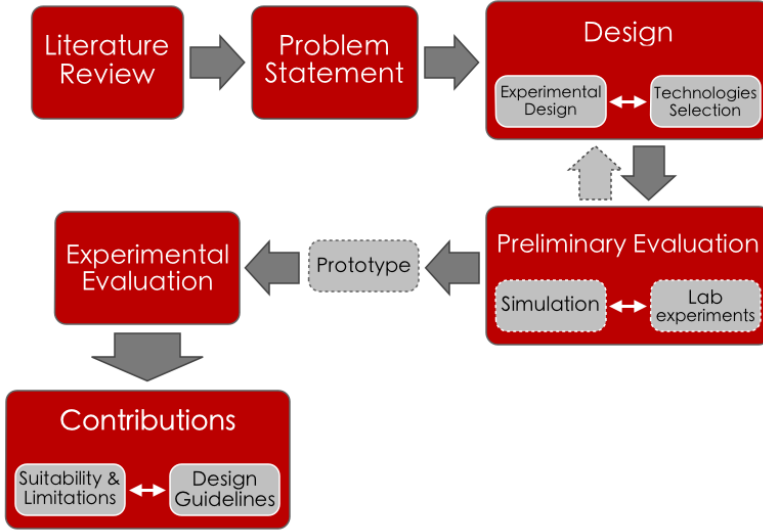 Literature
Review
Problem
Statement
Design
Experimental
Design
Technologies
Selection
Preliminary Evaluation
Simulation
Lab
experiments
Prototype
Experimental
Evaluation
Contributions
Suitability &
Limitations
Design
Guidelines